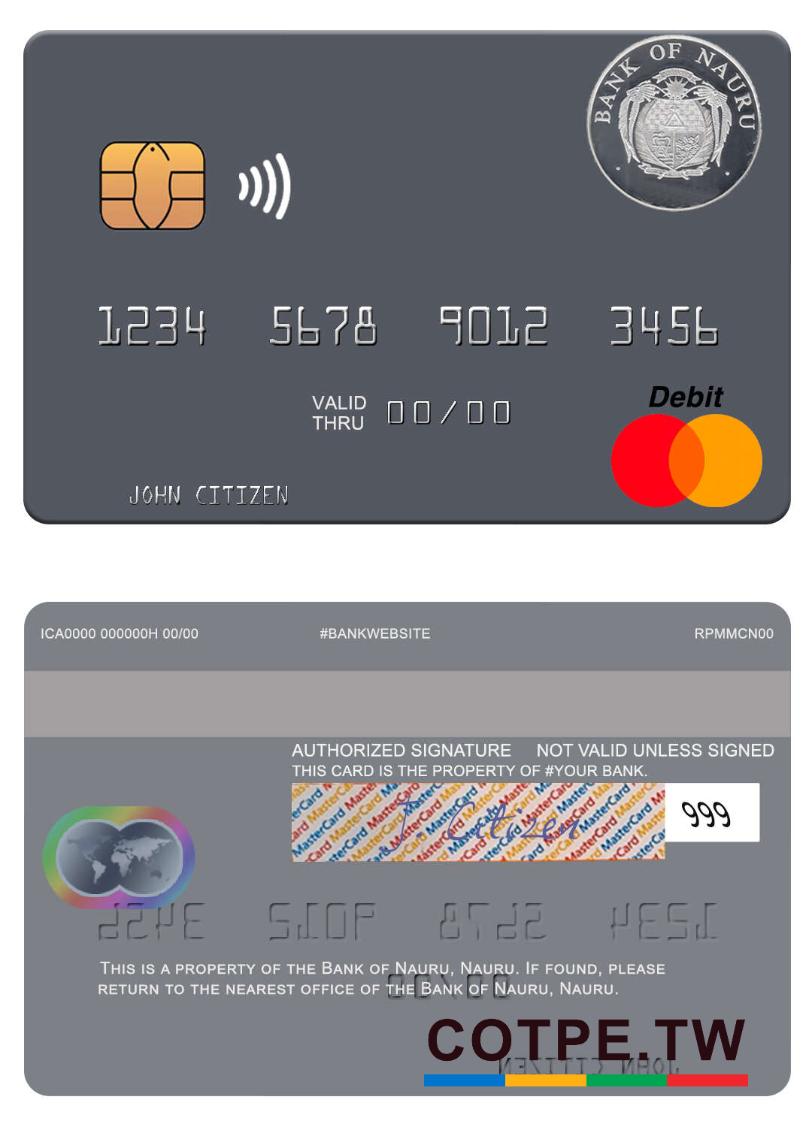 BANK OF NAURU
1234 5678 9012 3456
VALID THRU 00/00
Debit
JOHN CITIZEN
ICA0000 000000H 00/00 #BANKWEBSITE RPMMCN00
AUTHORIZED SIGNATURE NOT VALID UNLESS SIGNED
THIS CARD IS THE PROPERTY OF #YOUR BANK.
MasterCard MasterCard MasterCard
J Citizen
999
THIS IS A PROPERTY OF THE BANK OF NAURU, NAURU. IF FOUND, PLEASE
RETURN TO THE NEAREST OFFICE OF THE BANK OF NAURU, NAURU.
COTPE.TW